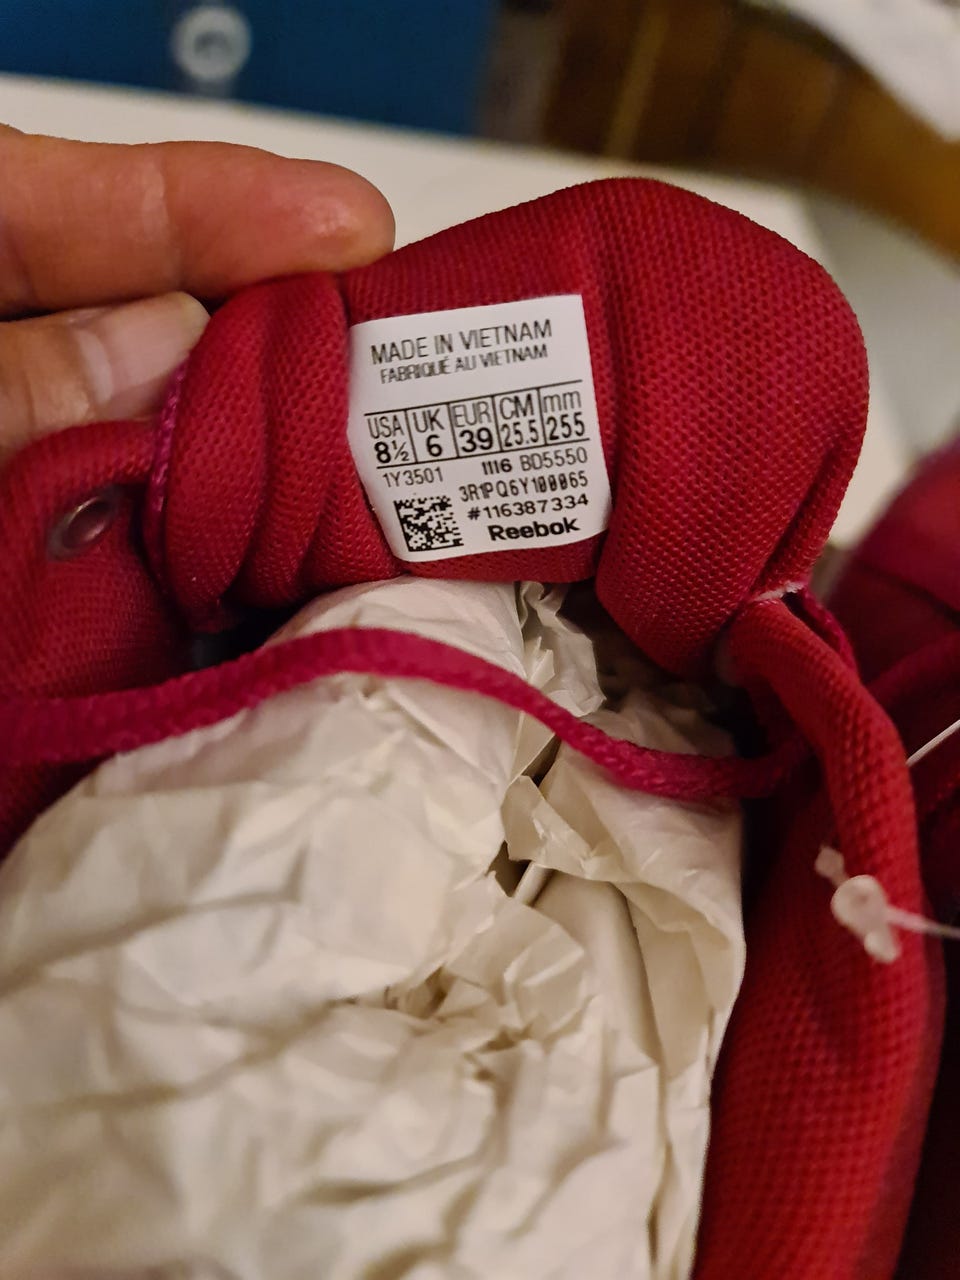 MADE IN VIETNAM
FABRIQUÉ AU VIETNAM
USA UK EUR CM mm
8½ 6 39 25.5 255
1Y3501 1116 BD5550
3R1PQ6Y100065
#116387334
Reebok